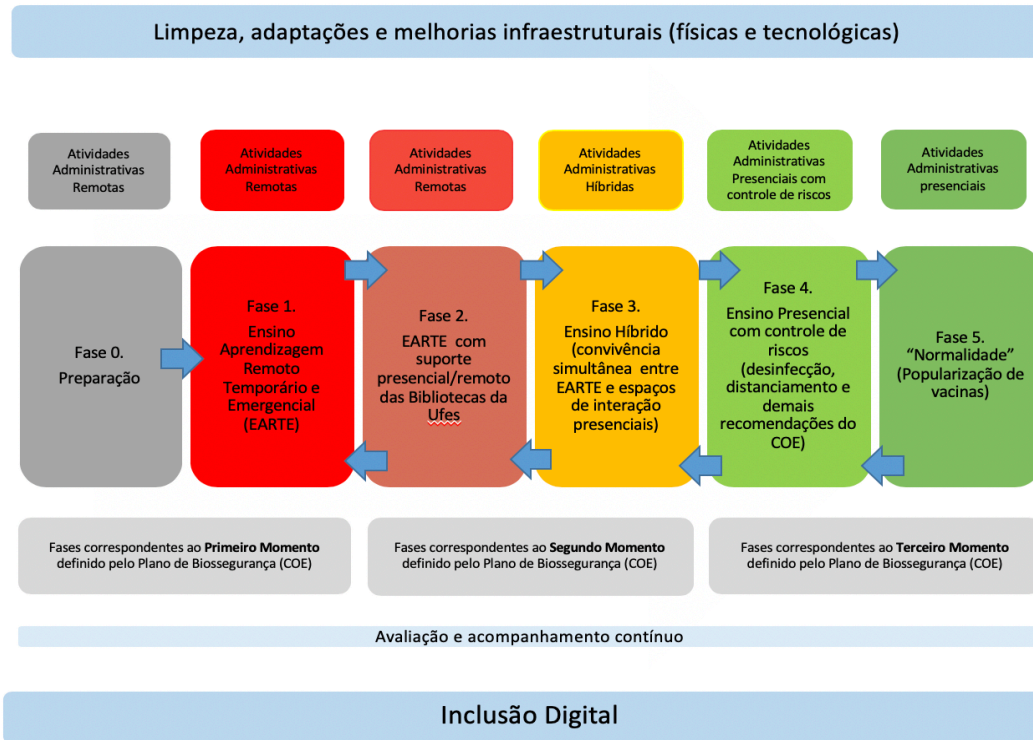 Limpeza, adaptações e melhorias infraestruturais (físicas e tecnológicas)
Atividades
Administrativas
Remotas
Atividades
Administrativas
Remotas
Atividades
Administrativas
Remotas
Atividades
Administrativas
Híbridas
Atividades
Administrativas
Presenciais com
controle de riscos
Atividades
Administrativas
presenciais
Fase 0.
Preparação
Fase 1.
Ensino
Aprendizagem
Remoto
Temporário e
Emergencial
(EARTE)
Fase 2.
EARTE com
suporte
presencial/remoto
das Bibliotecas da
Ufes
Fase 3.
Ensino Híbrido
(convivência
simultânea entre
EARTE e espaços
de interação
presenciais)
Fase 4.
Ensino Presencial
com controle de
riscos
(desinfecção,
distanciamento e
demais
recomendações do
COE)
Fase 5.
“Normalidade”
(Popularização de
vacinas)
Fases correspondentes ao Primeiro Momento
definido pelo Plano de Biossegurança (COE)
Fases correspondentes ao Segundo Momento
definido pelo Plano de Biossegurança (COE)
Fases correspondentes ao Terceiro Momento
definido pelo Plano de Biossegurança (COE)
Avaliação e acompanhamento contínuo
Inclusão Digital